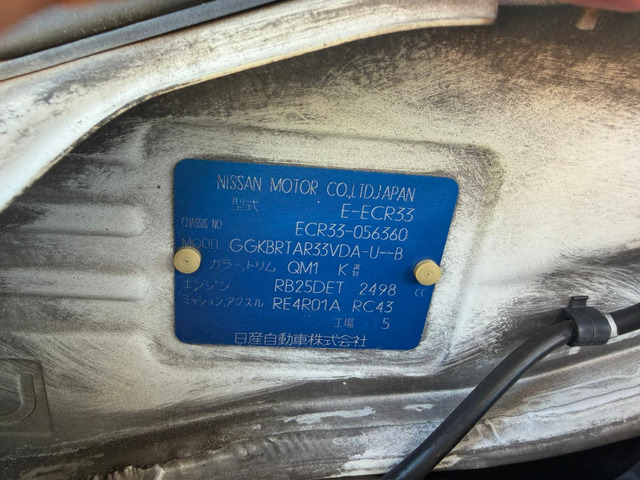 NISSAN MOTOR CO.,LTD.JAPAN
型式 E-ECR33
CHASSIS NO ECR33-056360
MODEL GGKBRTAR33VDA-U--B
カラー,トリム QM1 K
エンジン RB25DET 2498 cc
ミッション,アクスル RE4R01A RC43
工場 5
日産自動車株式会社